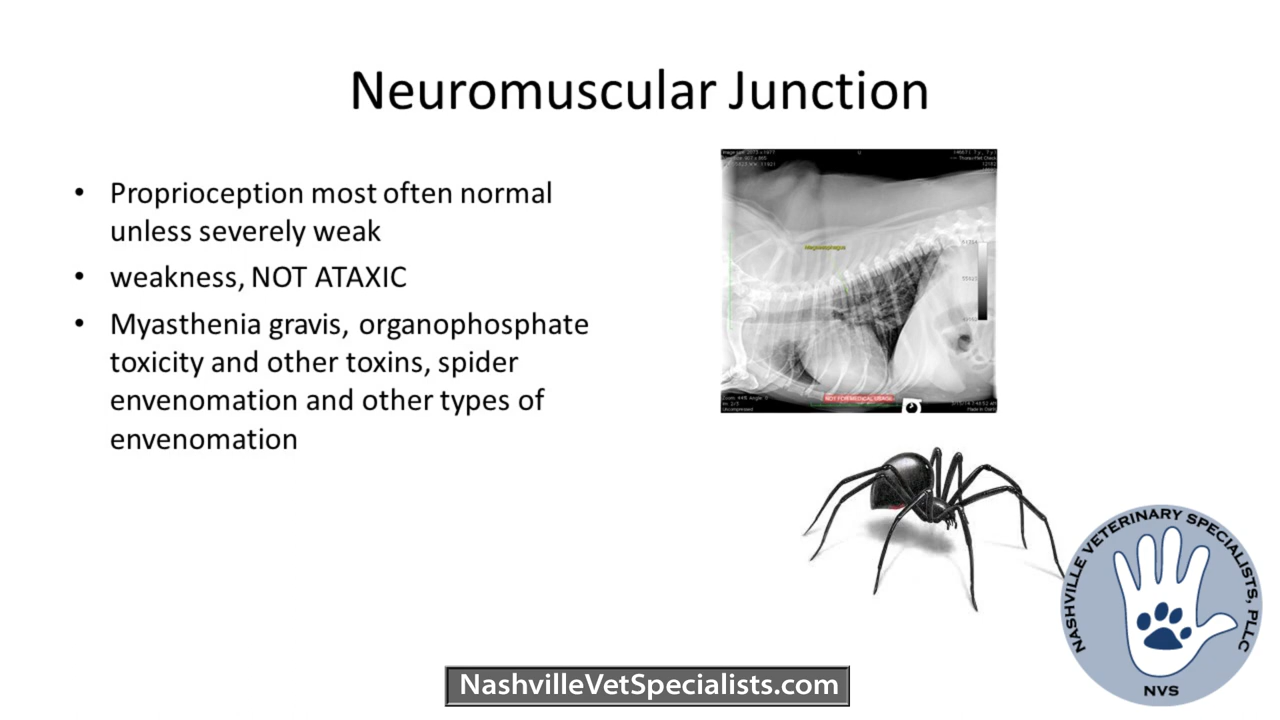 Neuromuscular Junction
• Proprioception most often normal
unless severely weak
• weakness, NOT ATAXIC
• Myasthenia gravis, organophosphate
toxicity and other toxins, spider
envenomation and other types of
envenomation
Megaesophagus
NOT FOR MEDICAL USAGE
NASHVILLE VETERINARY SPECIALISTS, PLLC
NVS
NashvilleVetSpecialists.com